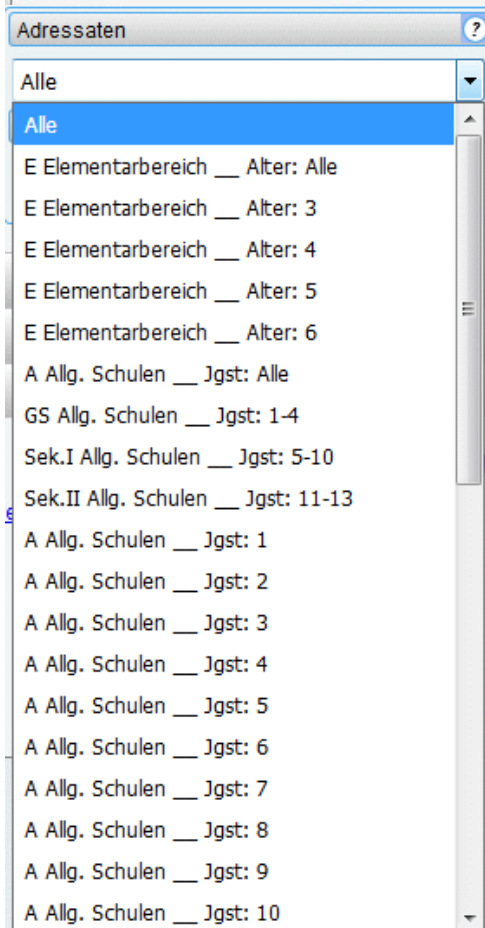 Adressaten ?
Alle
Alle
E Elementarbereich __ Alter: Alle
E Elementarbereich __ Alter: 3
E Elementarbereich __ Alter: 4
E Elementarbereich __ Alter: 5
E Elementarbereich __ Alter: 6
A Allg. Schulen __ Jgst: Alle
GS Allg. Schulen __ Jgst: 1-4
Sek.I Allg. Schulen __ Jgst: 5-10
Sek.II Allg. Schulen __ Jgst: 11-13
A Allg. Schulen __ Jgst: 1
A Allg. Schulen __ Jgst: 2
A Allg. Schulen __ Jgst: 3
A Allg. Schulen __ Jgst: 4
A Allg. Schulen __ Jgst: 5
A Allg. Schulen __ Jgst: 6
A Allg. Schulen __ Jgst: 7
A Allg. Schulen __ Jgst: 8
A Allg. Schulen __ Jgst: 9
A Allg. Schulen __ Jgst: 10